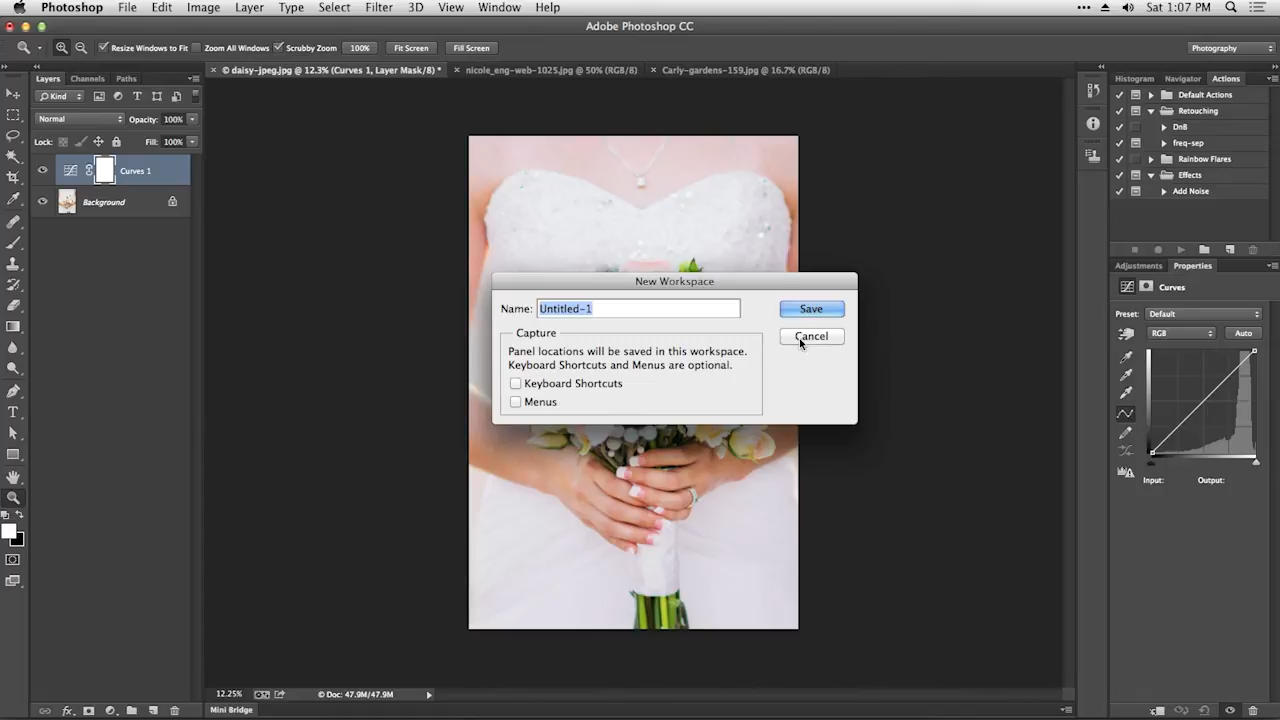 Photoshop File Edit Image Layer Type Select Filter 3D View Window Help Sat 1:07 PM
Adobe Photoshop CC
Resize Windows to Fit Zoom All Windows Scrubby Zoom 100% Fit Screen Fill Screen Photography
Layers Channels Paths
© daisy-jpeg.jpg @ 12.3% (Curves 1, Layer Mask/8) * nicole_eng-web-1025.jpg @ 50% (RGB/8) Carly-gardens-159.jpg @ 16.7% (RGB/8)
Kind
Normal Opacity: 100%
Lock: Fill: 100%
Curves 1
Background
New Workspace
Name: Untitled-1 Save
Capture Cancel
Panel locations will be saved in this workspace.
Keyboard Shortcuts and Menus are optional.
Keyboard Shortcuts
Menus
Histogram Navigator Actions
Default Actions
Retouching
DnB
freq-sep
Rainbow Flares
Effects
Add Noise
Adjustments Properties
Curves
Preset: Default
RGB Auto
Input: Output:
12.25% © Doc: 47.9M/47.9M
Mini Bridge